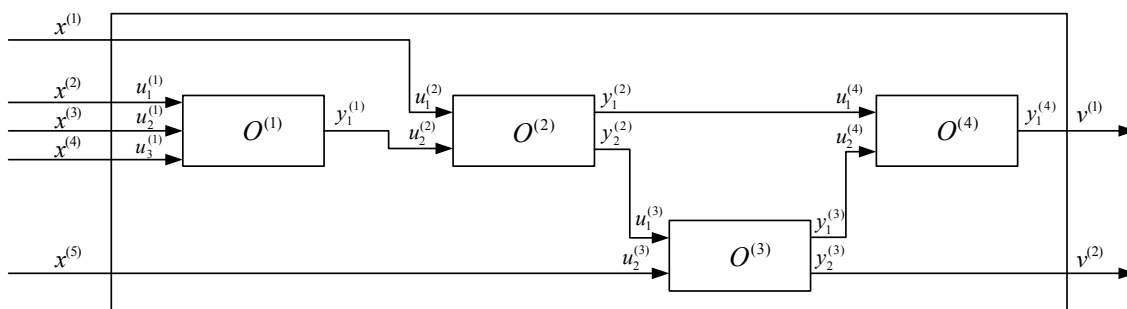 x^{(1)}
x^{(2)} u_1^{(1)} y_1^{(1)} u_1^{(2)} y_1^{(2)} u_1^{(4)} y_1^{(4)} v^{(1)}
x^{(3)} u_2^{(1)} O^{(1)} u_2^{(2)} O^{(2)} y_2^{(2)} u_2^{(4)} O^{(4)}
x^{(4)} u_3^{(1)}
u_1^{(3)} y_1^{(3)}
x^{(5)} u_2^{(3)} O^{(3)} y_2^{(3)} v^{(2)}